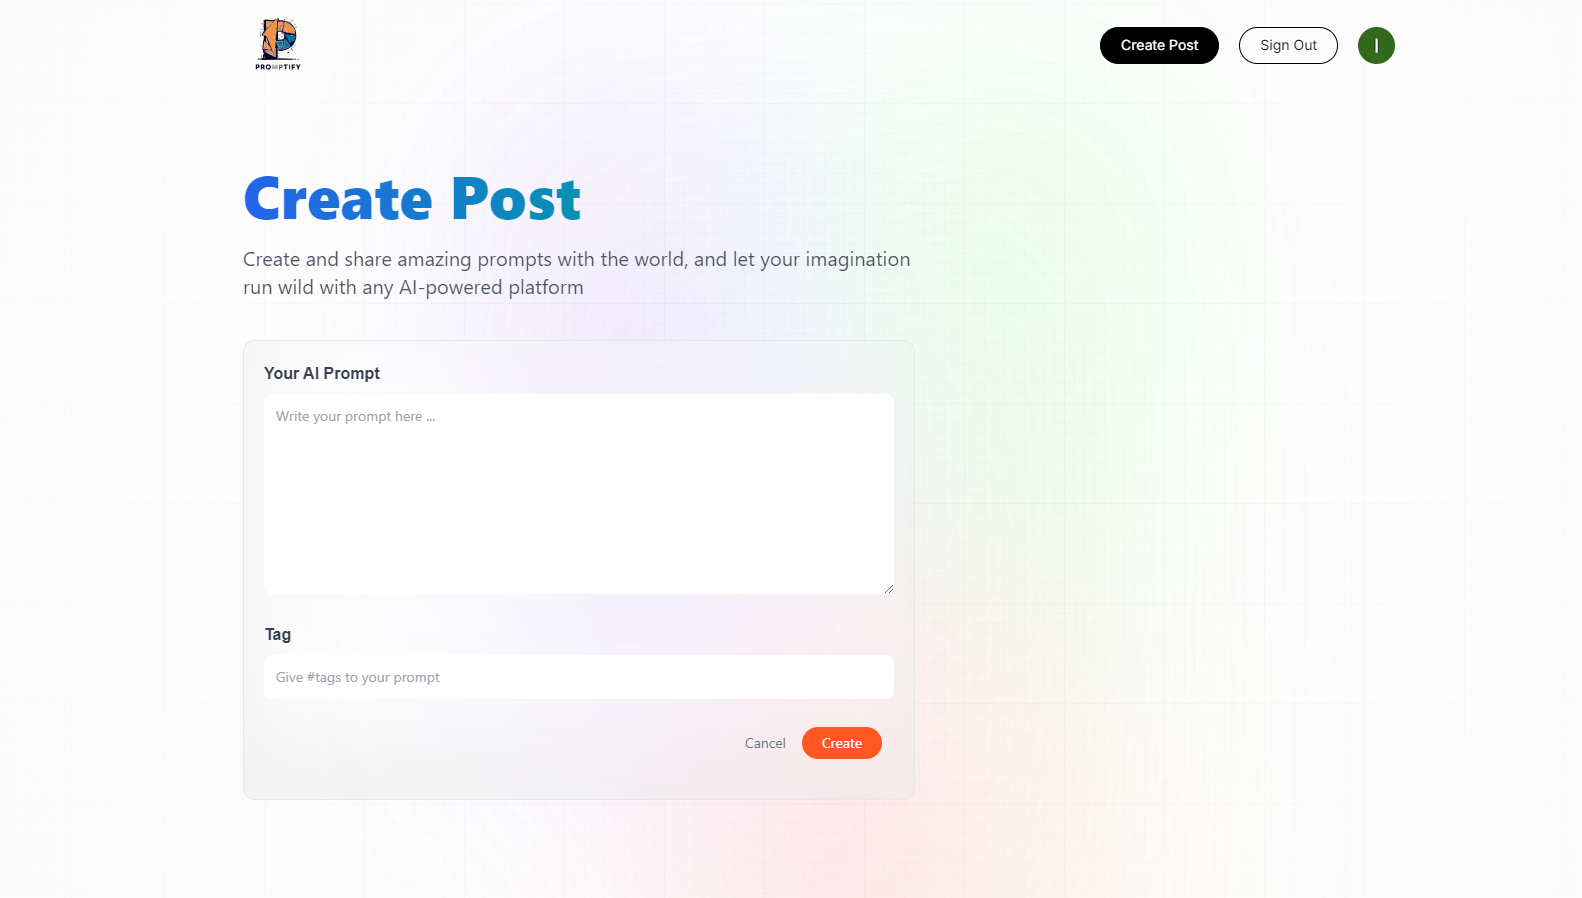 PROMPTIFY
Create Post
Sign Out
I
Create Post
Create and share amazing prompts with the world, and let your imagination
run wild with any AI-powered platform
Your AI Prompt
Write your prompt here ...
Tag
Give #tags to your prompt
Cancel
Create